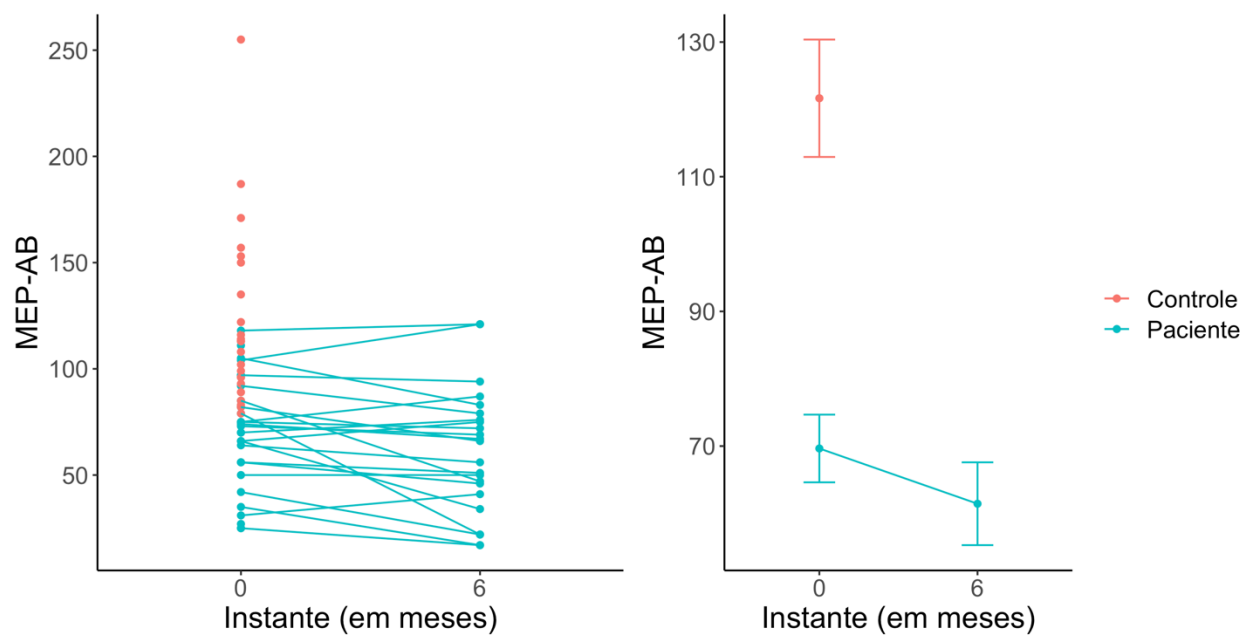 MEP-AB
250
200
150
100
50
0
6
Instante (em meses)
MEP-AB
130
110
90
70
0
6
Instante (em meses)
Controle
Paciente